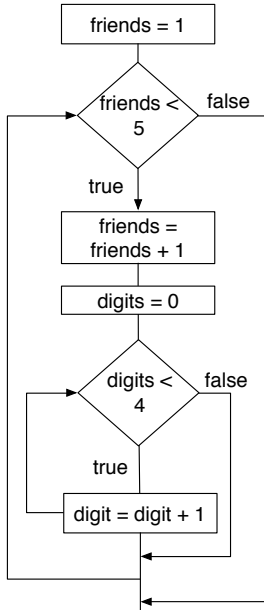 friends = 1
friends <
5
false
true
friends =
friends + 1
digits = 0
digits <
4
false
true
digit = digit + 1